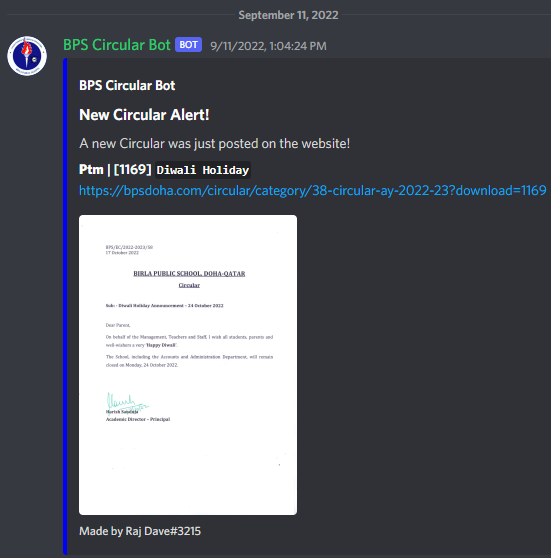 September 11, 2022
BPS Circular Bot BOT 9/11/2022, 1:04:24 PM
BPS Circular Bot
New Circular Alert!
A new Circular was just posted on the website!
Ptm | [1169] Diwali Holiday
https://bpsdoha.com/circular/category/38-circular-ay-2022-23?download=1169
BPS/EC/2022-2023/56
17 October 2022
BIRLA PUBLIC SCHOOL, DOHA-QATAR
Circular
Sub: - Diwali Holiday Announcement – 24 October 2022
Dear Parent,
On behalf of the Management, Teachers and Staff, I wish all students, parents and
well-wishers a very 'Happy Diwali'.
The School, including the Accounts and Administration Department, will remain
closed on Monday, 24 October 2022.
Harish
Academic Director – Principal
Made by Raj Dave#3215